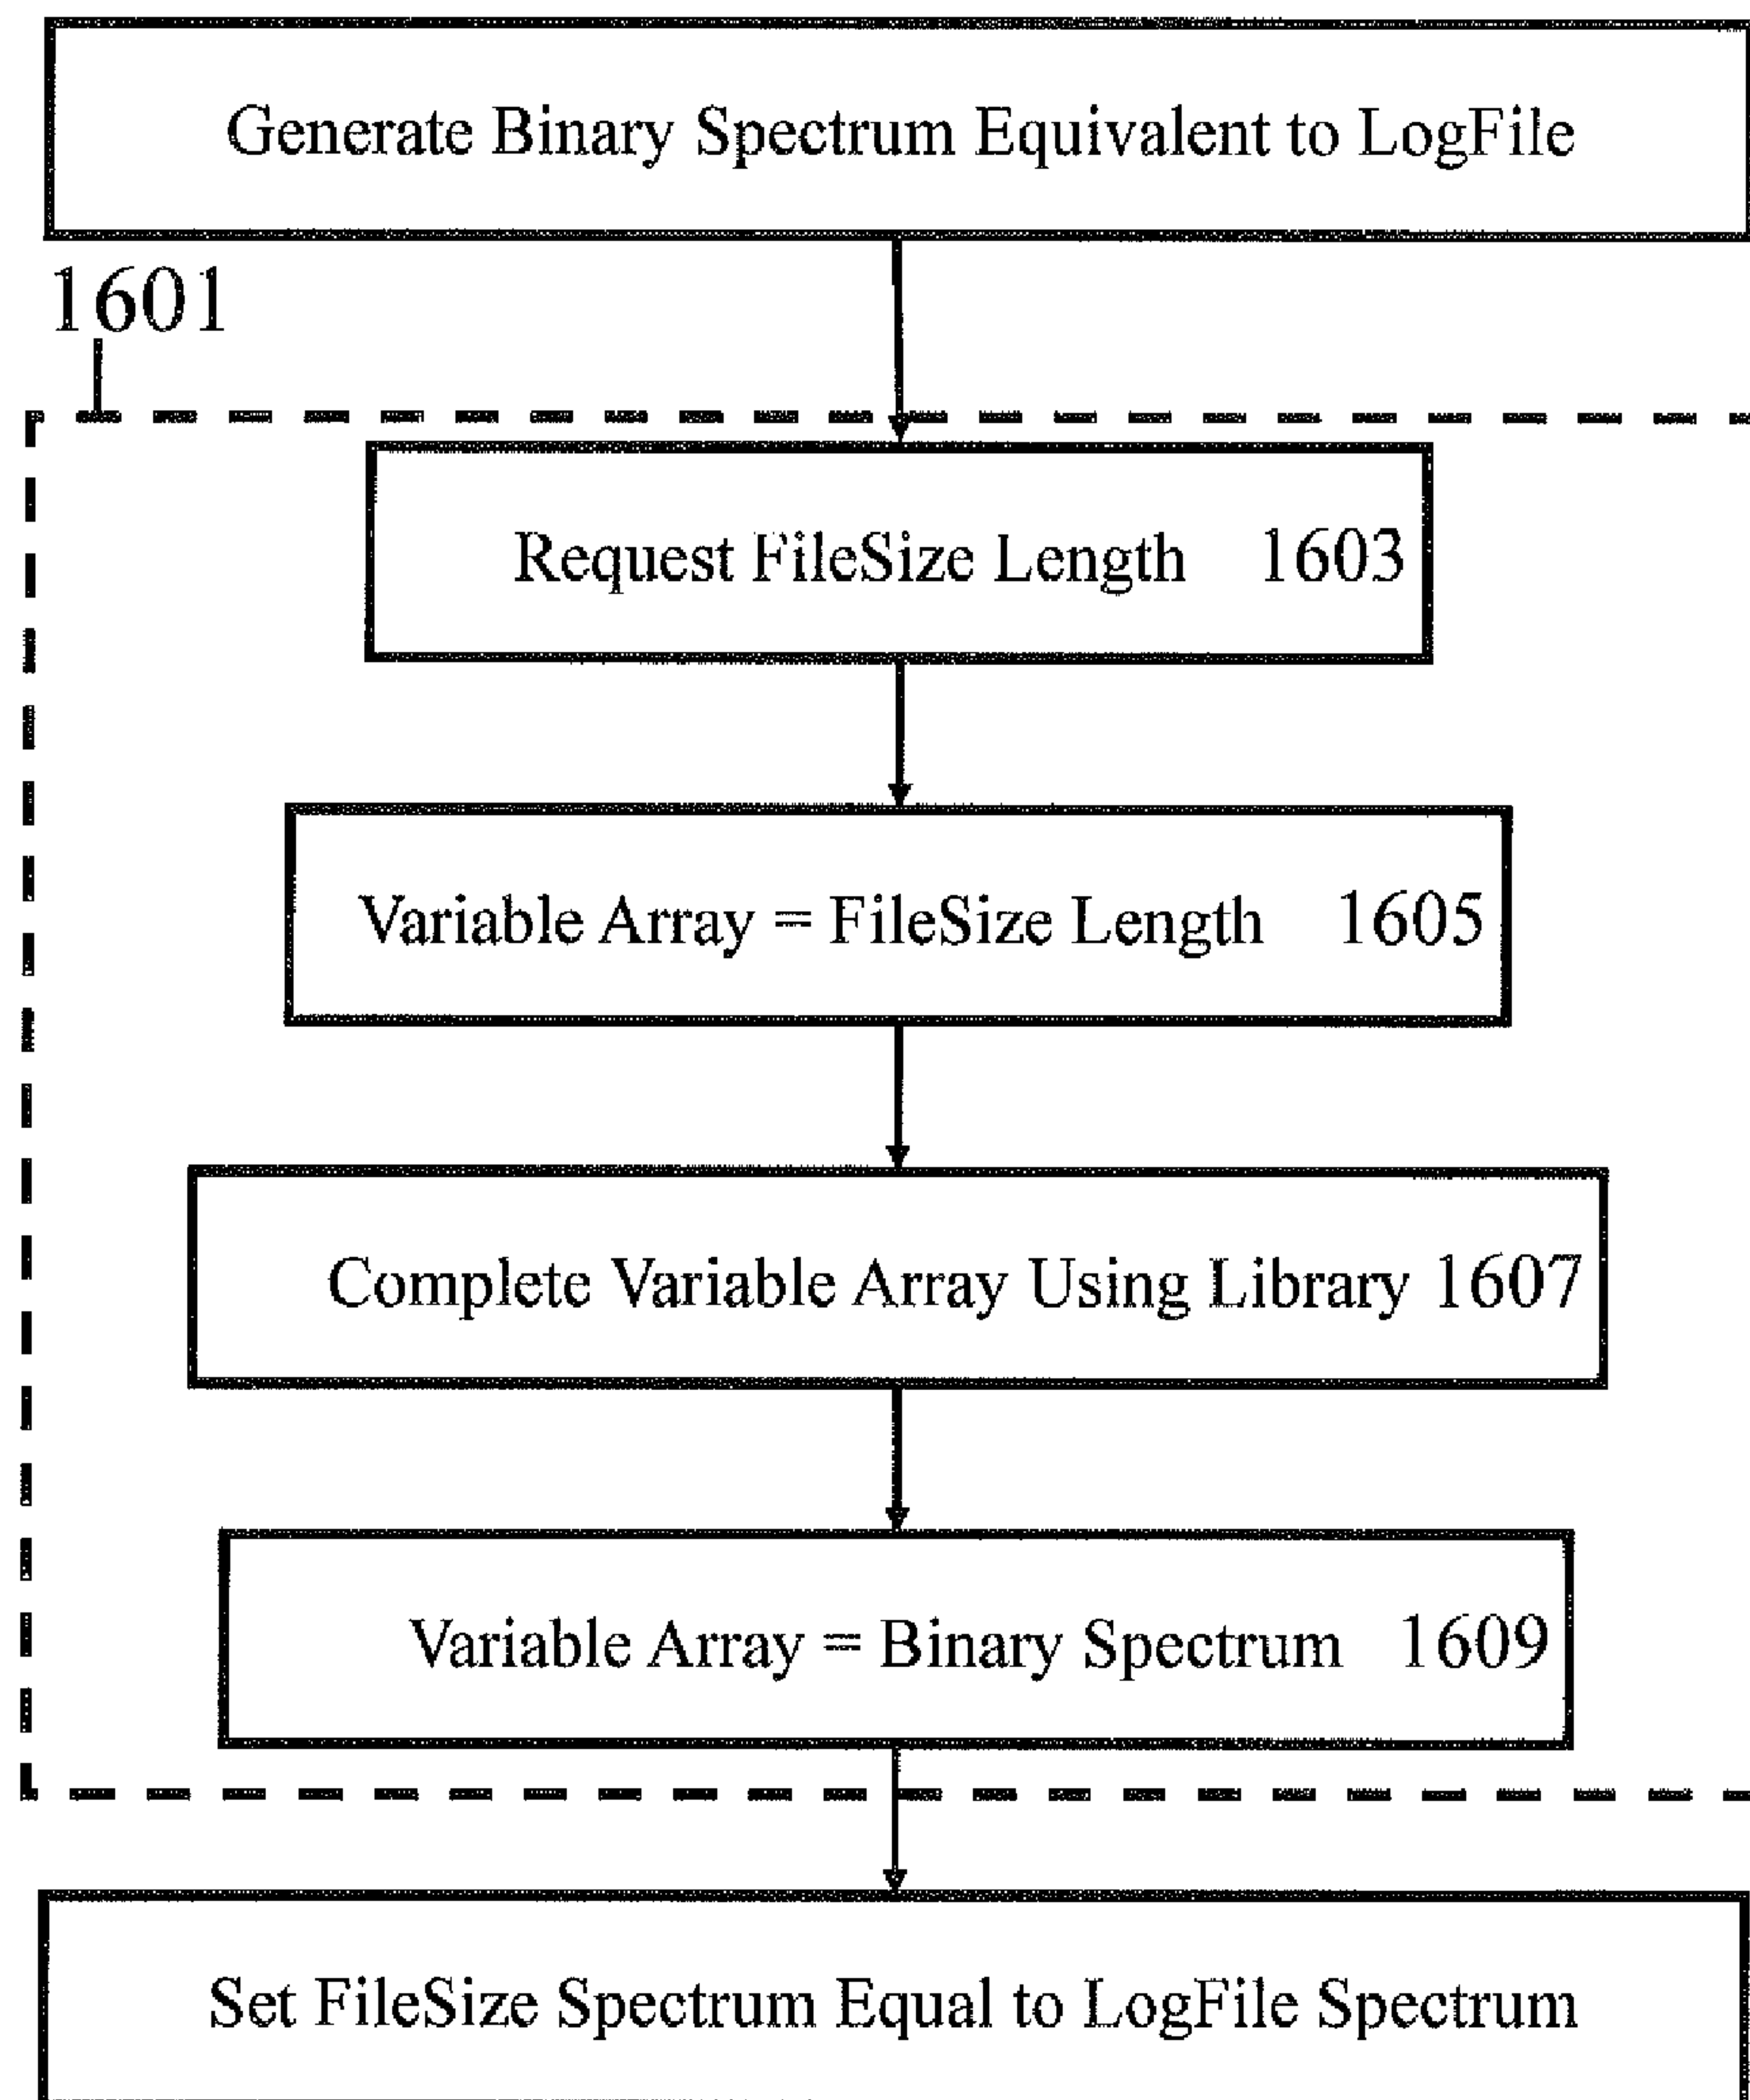 Generate Binary Spectrum Equivalent to LogFile
1601
Request FileSize Length 1603
Variable Array = FileSize Length 1605
Complete Variable Array Using Library 1607
Variable Array = Binary Spectrum 1609
Set FileSize Spectrum Equal to LogFile Spectrum